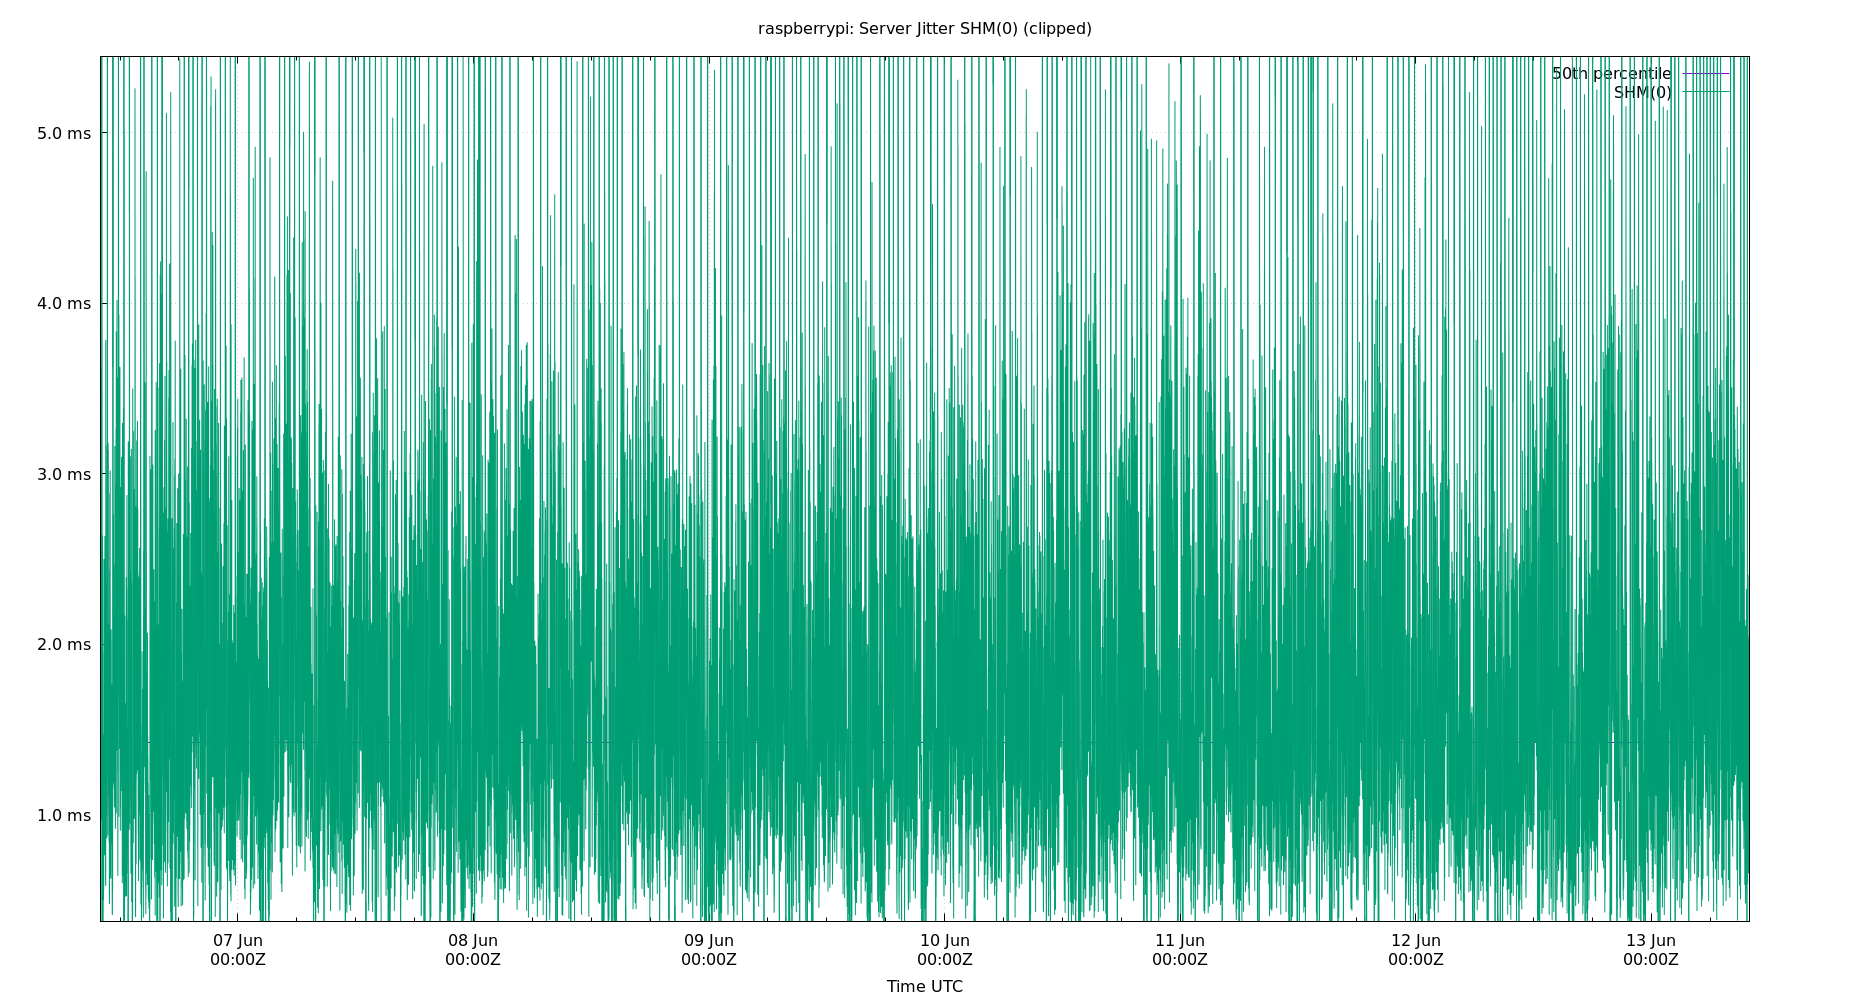 raspberrypi: Server Jitter SHM(0) (clipped)
50th percentile
SHM(0)
5.0 ms
4.0 ms
3.0 ms
2.0 ms
1.0 ms
07 Jun 08 Jun 09 Jun 10 Jun 11 Jun 12 Jun 13 Jun
00:00Z 00:00Z 00:00Z 00:00Z 00:00Z 00:00Z 00:00Z
Time UTC